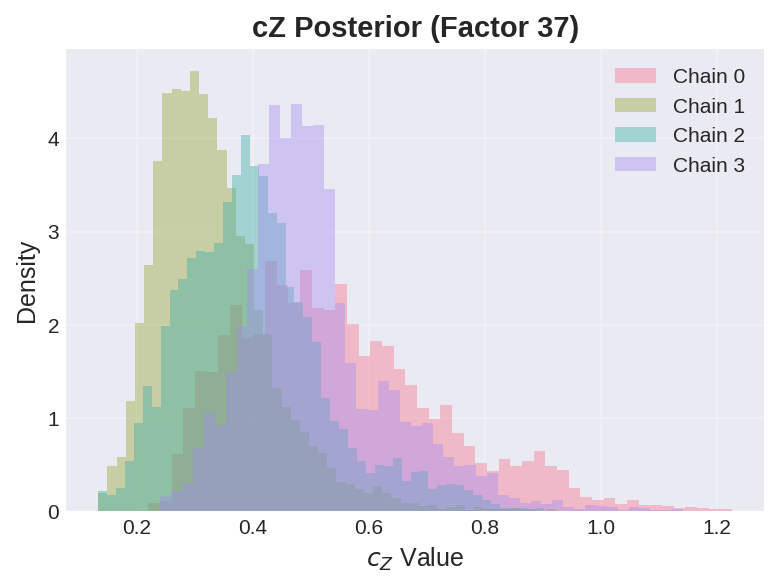 cZ Posterior (Factor 37)
Chain 0
Chain 1
Chain 2
Chain 3
Density
4
3
2
1
0
0.2 0.4 0.6 0.8 1.0 1.2
c_Z Value